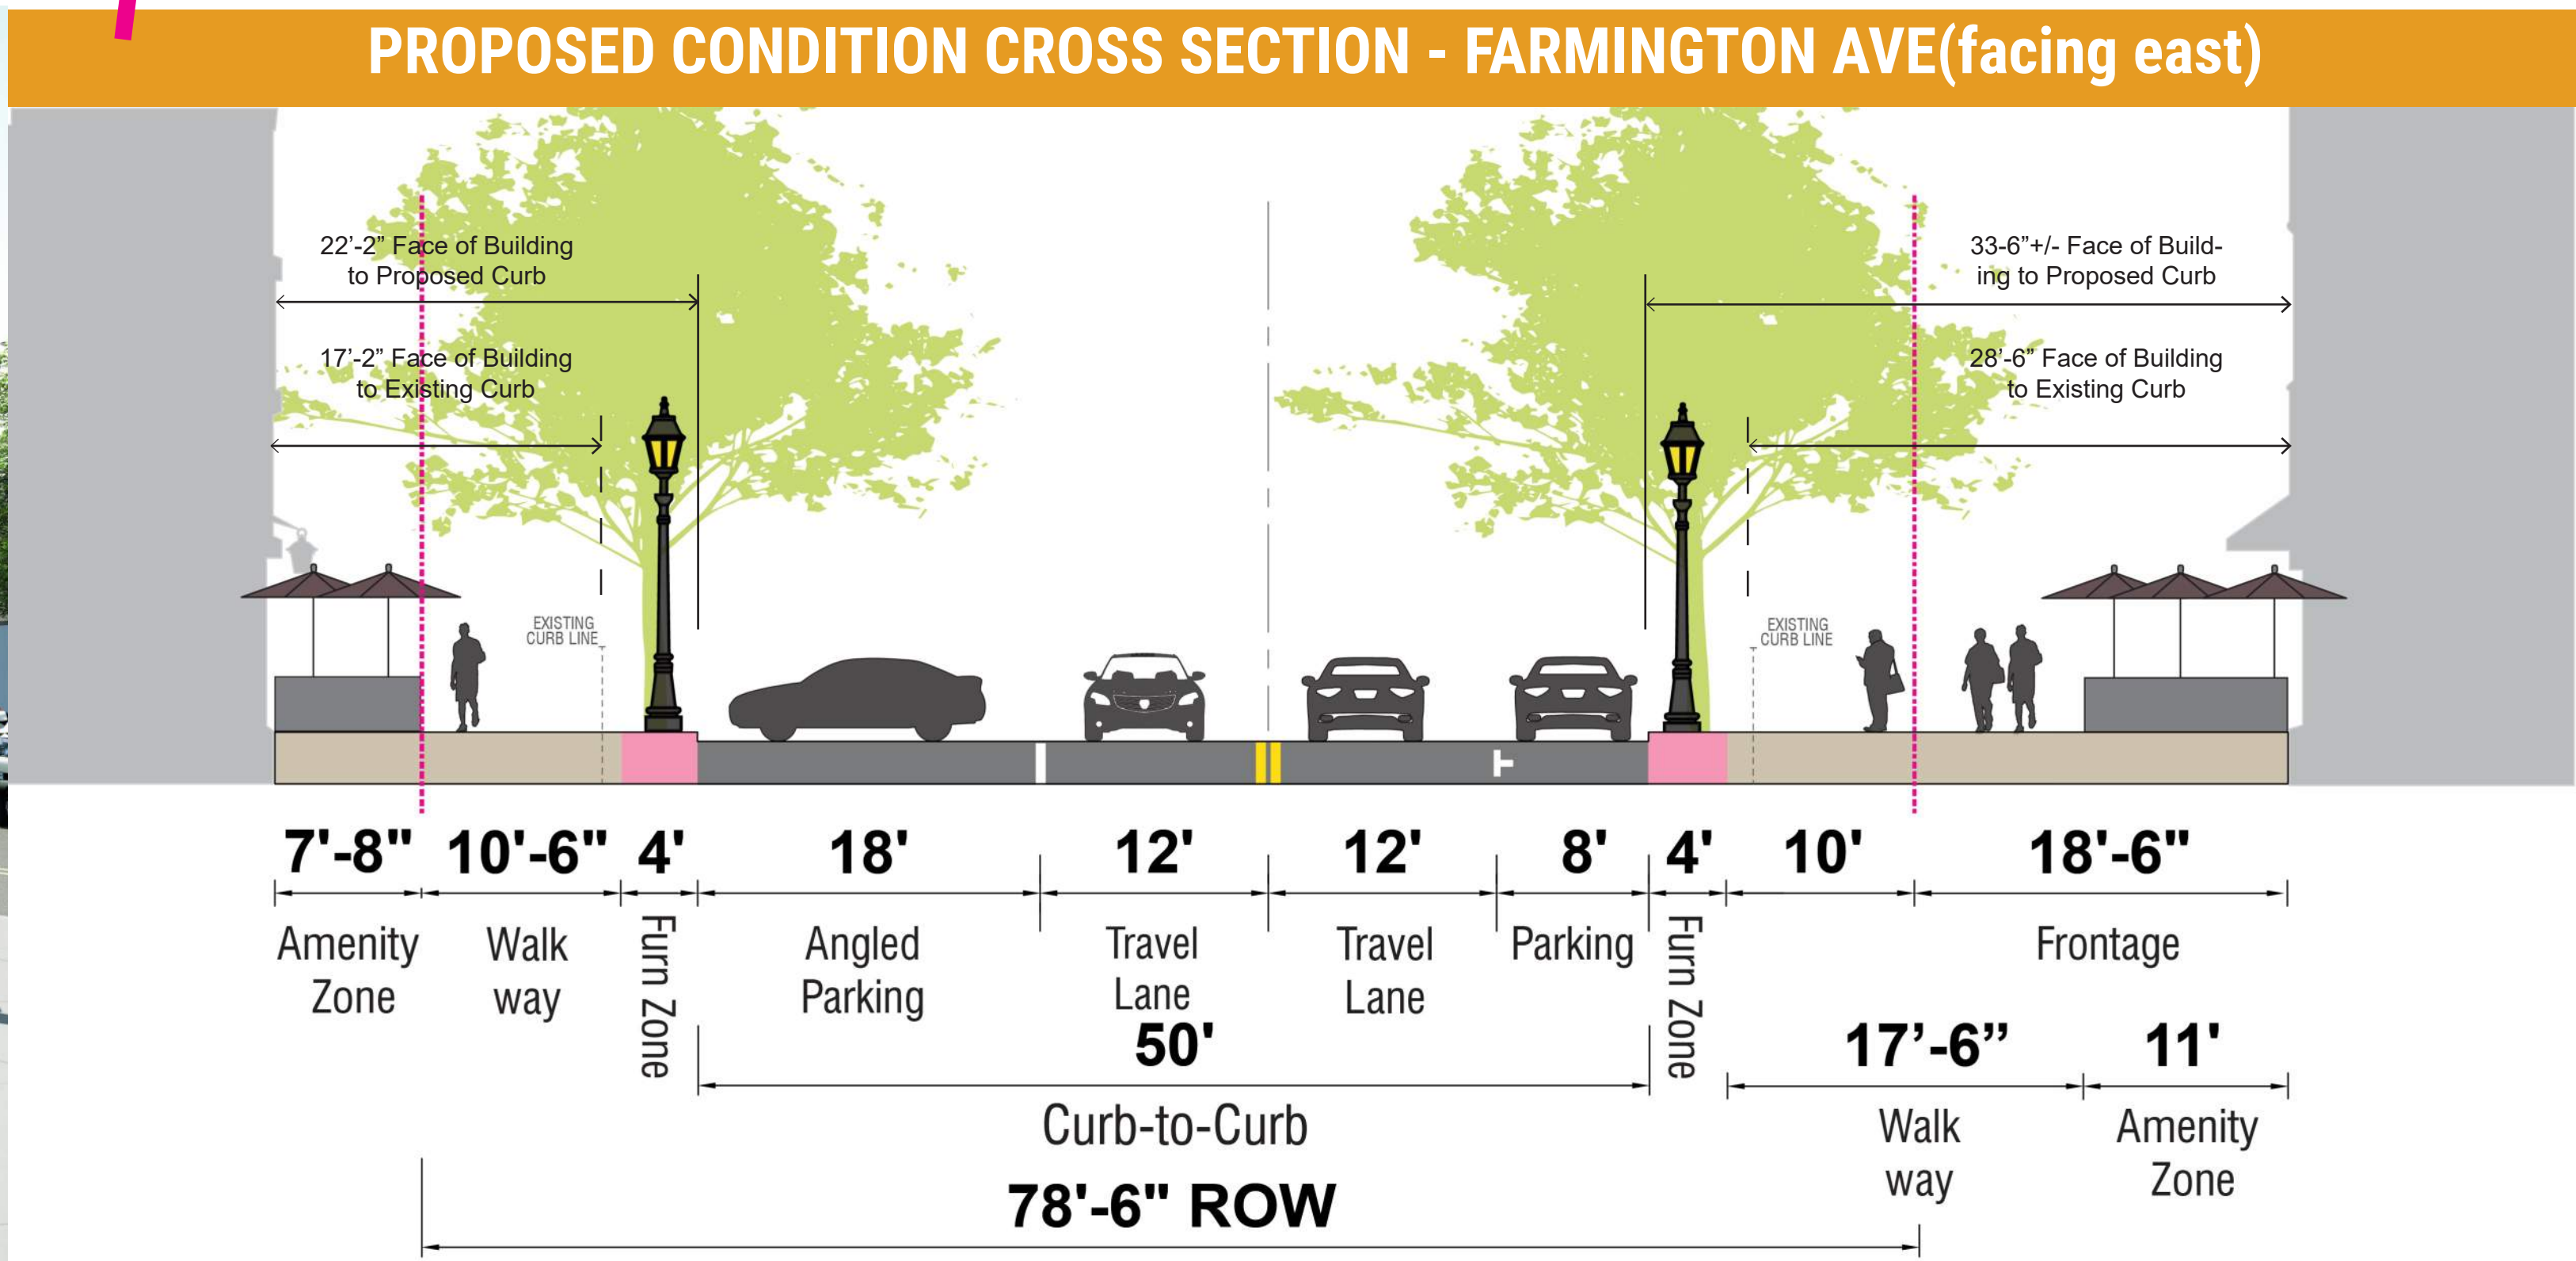 PROPOSED CONDITION CROSS SECTION - FARMINGTON AVE(facing east)
22’-2” Face of Building
to Proposed Curb
33-6”+/- Face of Build-
ing to Proposed Curb
17’-2” Face of Building
to Existing Curb
28’-6” Face of Building
to Existing Curb
EXISTING
CURB LINE
EXISTING
CURB LINE
7'-8" 10'-6" 4' 18' 12' 12' 8' 4' 10' 18'-6"
Amenity
Zone
Walk
way
Furn Zone
Angled
Parking
Travel
Lane
Travel
Lane
Parking
Furn Zone
Frontage
50'
Curb-to-Curb
17’-6” 11'
Walk
way
Amenity
Zone
78'-6" ROW